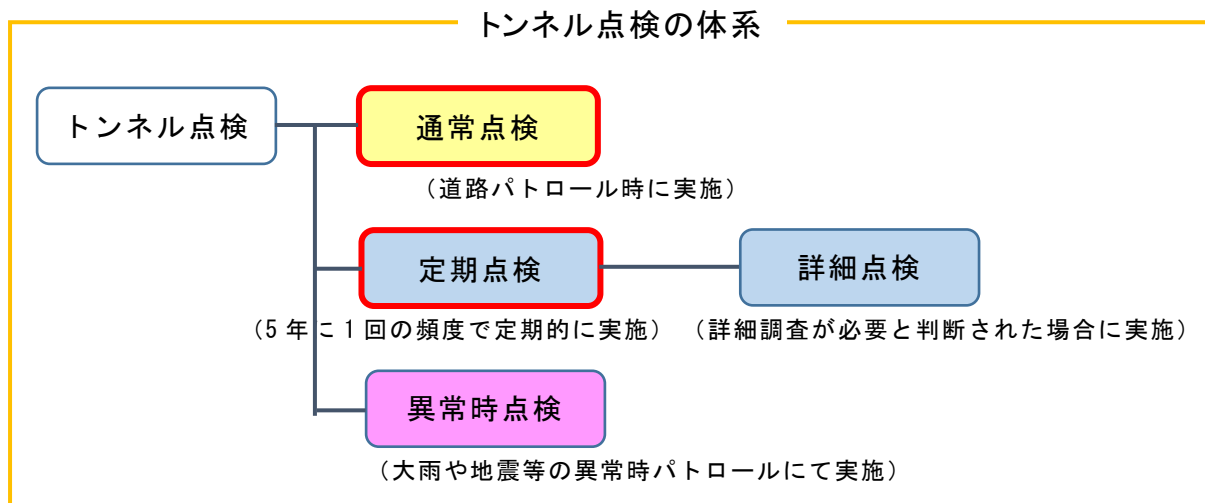 トンネル点検の体系
トンネル点検
通常点検
（道路パトロール時に実施）
定期点検
詳細点検
（5年に1回の頻度で定期的に実施）
（詳細調査が必要と判断された場合に実施）
異常時点検
（大雨や地震等の異常時パトロールにて実施）